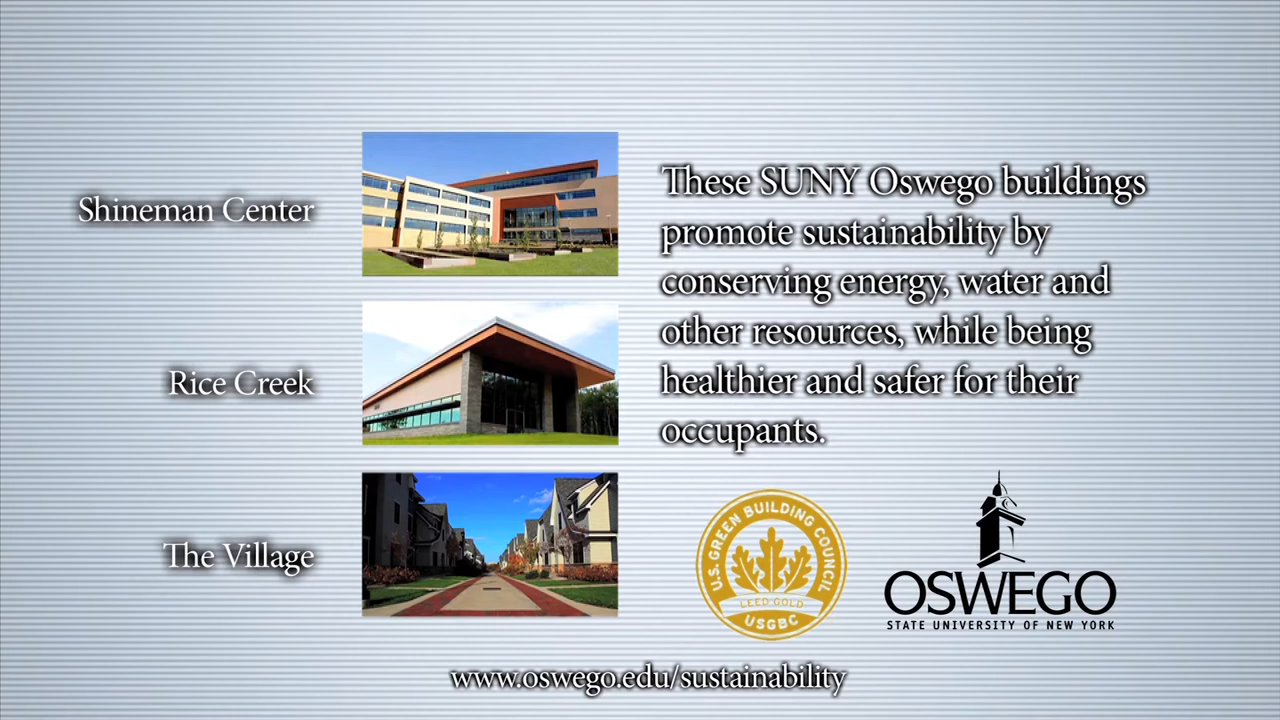 Shineman Center
Rice Creek
The Village
These SUNY Oswego buildings
promote sustainability by
conserving energy, water and
other resources, while being
healthier and safer for their
occupants.
U.S. GREEN BUILDING COUNCIL
LEED GOLD
USGBC
OSWEGO
STATE UNIVERSITY OF NEW YORK
www.oswego.edu/sustainability